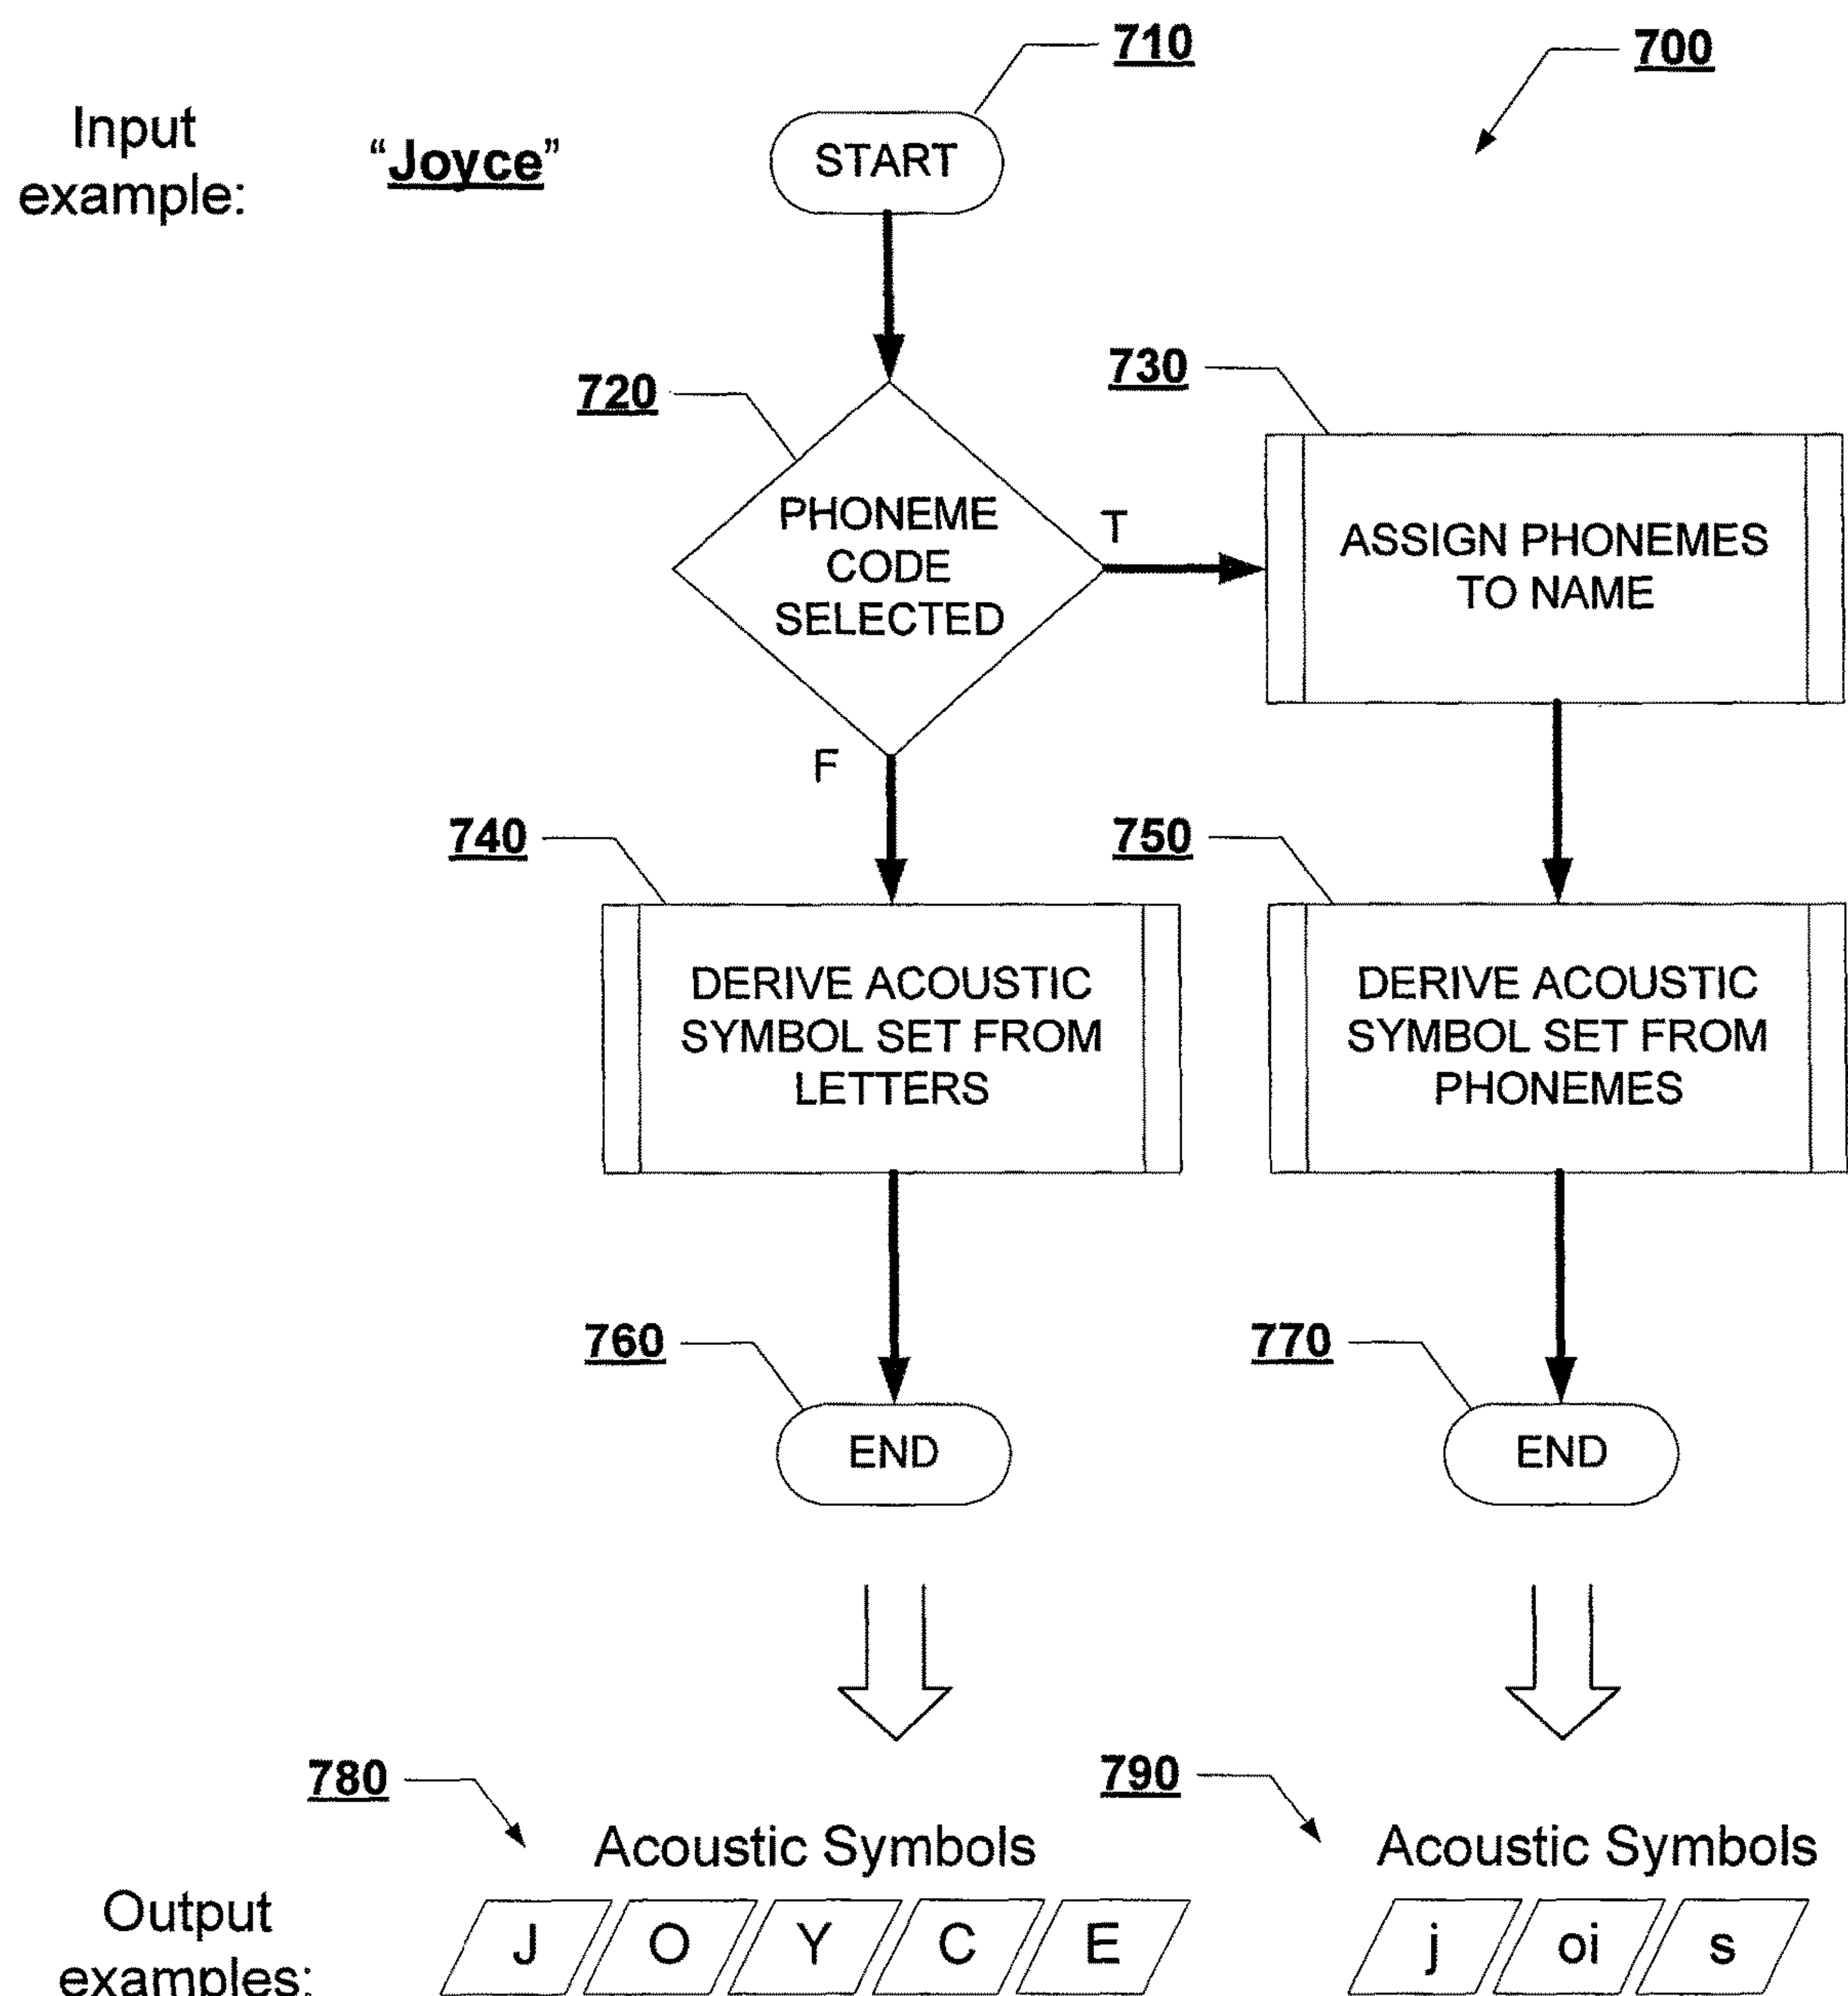 710
700
Input
example:
“Joyce”
START
720
730
PHONEME
CODE
SELECTED
T
F
ASSIGN PHONEMES
TO NAME
740
750
DERIVE ACOUSTIC
SYMBOL SET FROM
LETTERS
DERIVE ACOUSTIC
SYMBOL SET FROM
PHONEMES
760
770
END
END
780
790
Acoustic Symbols
Acoustic Symbols
Output
examples:
J O Y C E
j oi s